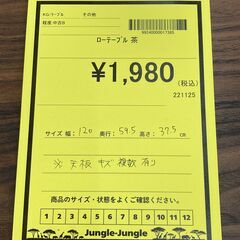 KG/テーブル その他
程度:中古B
99240000017385
ローテーブル 茶
¥1,980(税込)
221125
サイズ 幅: 120 奥行: 59.5 高さ: 37.5 CM
※ 天板 キズ 複数 有り
商品のサイズ・状態をよくご確認ください
1 2 3 4 5 6 7 8 9 10 11 12
Jungle-Jungle